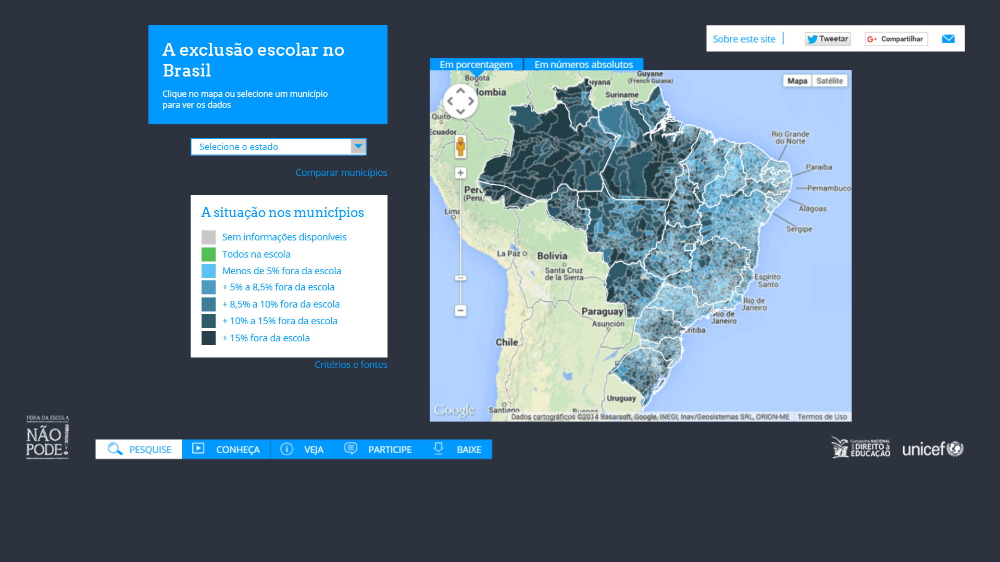 A exclusão escolar no
Brasil
Clique no mapa ou selecione um município
para ver os dados
Sobre este site
Tweetar
Compartilhar
Em porcentagem
Em números absolutos
Selecione o estado
Comparar municípios
A situação nos municípios
Sem informações disponíveis
Todos na escola
Menos de 5% fora da escola
+ 5% a 8,5% fora da escola
+ 8,5% a 10% fora da escola
+ 10% a 15% fora da escola
+ 15% fora da escola
Critérios e fontes
Mapa
Satélite
Bogotá
lombia
uyana
Guyane
(French Guiana)
Suriname
Quito
Ecuador
Rio Grande
do Norte
Paraíba
Pernambuco
Alagoas
Sergipe
Perú
(Peru)
Lima
La Paz
Bolivia
Santa Cruz
de la Sierra
Espírito
Santo
Rio de
Janeiro
Rio de
Janeiro
Paraguay
Asunción
ritiba
Chile
Uruguay
Santiago
Buenos
Google
Dados cartográficos ©2014 Basarsoft, Google, INEGI, Inav/Geosistemas SRL, ORION-ME
Termos de Uso
FORA DA ESCOLA
NÃO
PODE!
PESQUISE
CONHEÇA
VEJA
PARTICIPE
BAIXE
Campanha NACIONAL
DIREITO à
EDUCAÇÃO
unicef